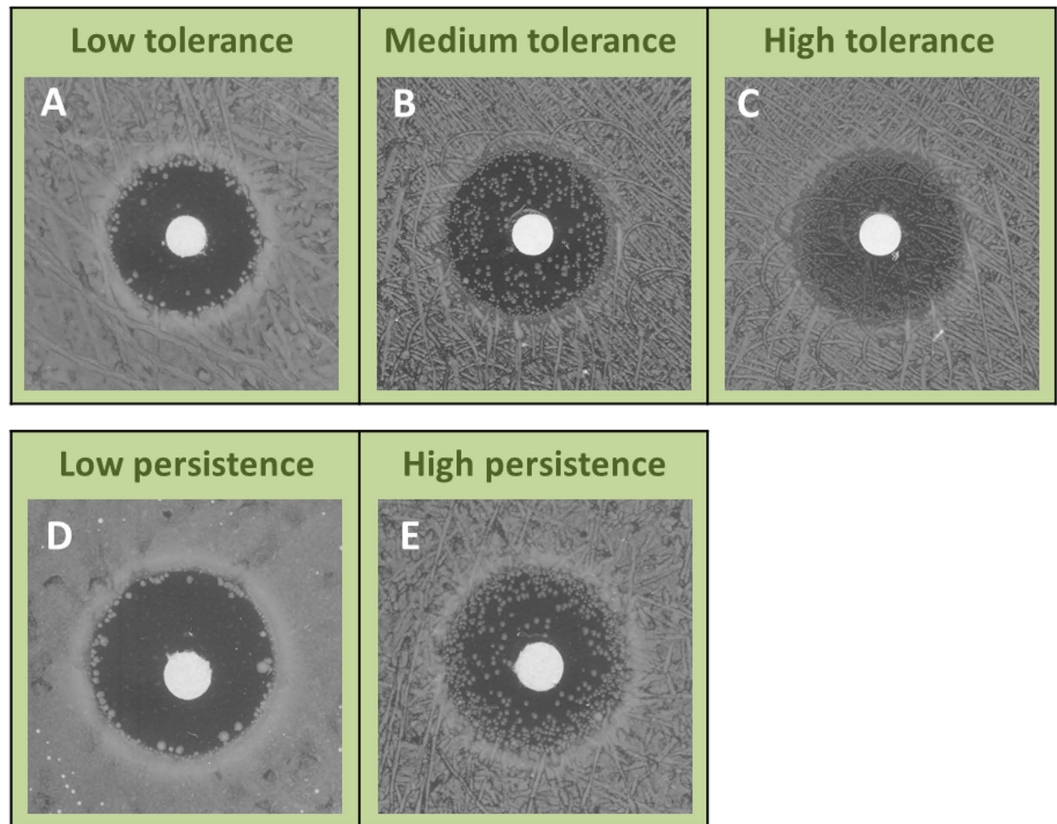 Low tolerance
Medium tolerance
High tolerance
A
B
C
Low persistence
High persistence
D
E